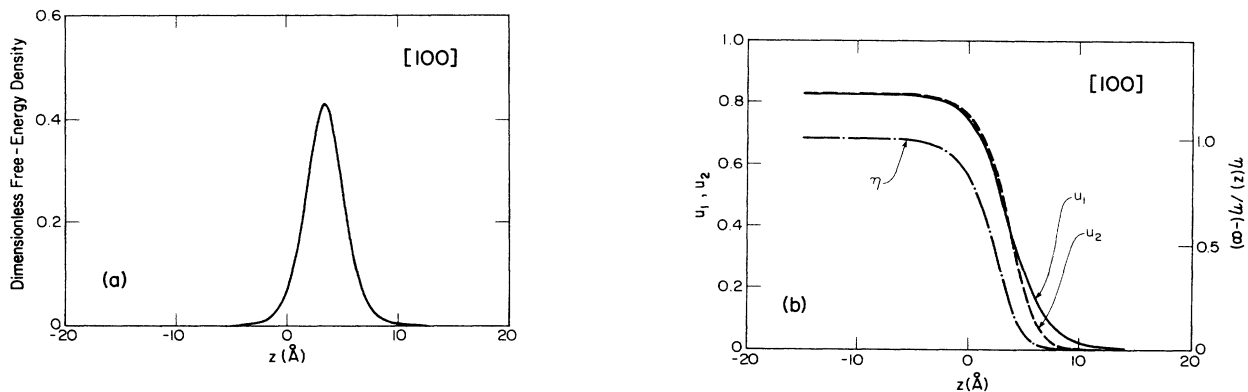 Dimensionless Free-Energy Density
0.6
0.4
0.2
0
-20
-10
0
10
20
z (Å)
[100]
(a)
u₁, u₂
1.0
0.8
0.6
0.4
0.2
0
-20
-10
0
10
20
z (Å)
[100]
(b)
η
u₁
u₂
1.0
0.5
0
η(z)/η(-∞)